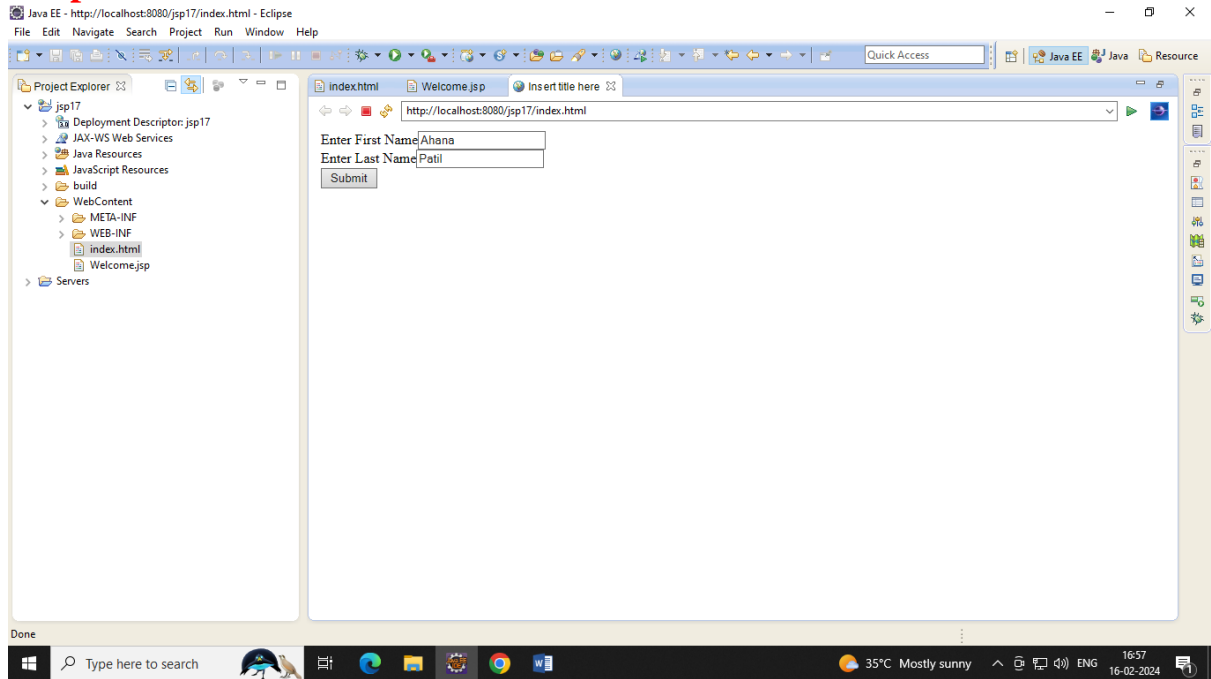 Java EE - http://localhost:8080/jsp17/index.html - Eclipse
File Edit Navigate Search Project Run Window Help
Quick Access
Java EE Java Resource
Project Explorer
index.html Welcome.jsp Insert title here
jsp17
http://localhost:8080/jsp17/index.html
Deployment Descriptor: jsp17
JAX-WS Web Services
Java Resources
JavaScript Resources
build
WebContent
META-INF
WEB-INF
index.html
Welcome.jsp
Servers
Enter First Name Ahana
Enter Last Name Patil
Submit
Done
Type here to search
35°C Mostly sunny
ENG
16:57
16-02-2024